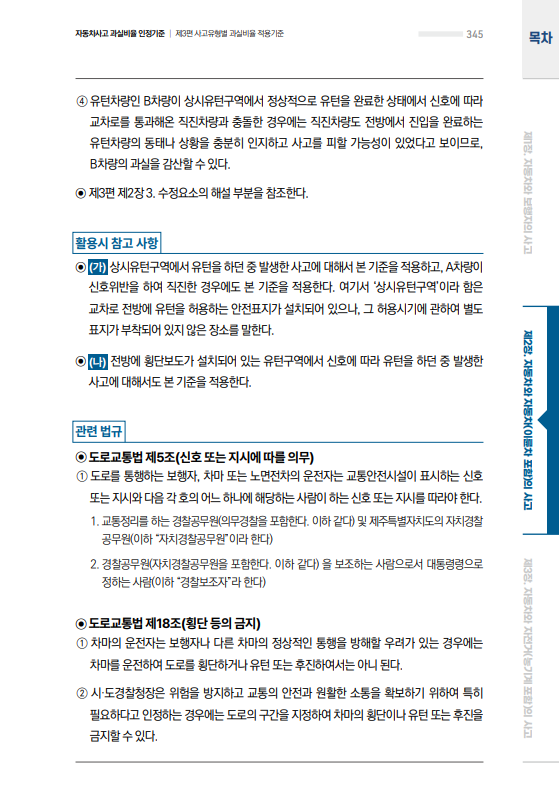 자동차사고 과실비율 인정기준 | 제3편 사고유형별 과실비율 적용기준
345
목차
④ 유턴차량인 B차량이 상시유턴구역에서 정상적으로 유턴을 완료한 상태에서 신호에 따라
교차로를 통과해온 직진차량과 충돌한 경우에는 직진차량도 전방에서 진입을 완료하는
유턴차량의 동태나 상황을 충분히 인지하고 사고를 피할 가능성이 있었다고 보이므로,
B차량의 과실을 감산할 수 있다.
◉ 제3편 제2장 3. 수정요소의 해설 부분을 참조한다.
활용시 참고 사항
◉ (가) 상시유턴구역에서 유턴을 하던 중 발생한 사고에 대해서 본 기준을 적용하고, A차량이
신호위반을 하여 직진한 경우에도 본 기준을 적용한다. 여기서 ‘상시유턴구역’이라 함은
교차로 전방에 유턴을 허용하는 안전표지가 설치되어 있으나, 그 허용시기에 관하여 별도
표지가 부착되어 있지 않은 장소를 말한다.
◉ (나) 전방에 횡단보도가 설치되어 있는 유턴구역에서 신호에 따라 유턴을 하던 중 발생한
사고에 대해서도 본 기준을 적용한다.
관련 법규
◉ 도로교통법 제5조(신호 또는 지시에 따를 의무)
① 도로를 통행하는 보행자, 차마 또는 노면전차의 운전자는 교통안전시설이 표시하는 신호
또는 지시와 다음 각 호의 어느 하나에 해당하는 사람이 하는 신호 또는 지시를 따라야 한다.
1. 교통정리를 하는 경찰공무원(의무경찰을 포함한다. 이하 같다) 및 제주특별자치도의 자치경찰
공무원(이하 “자치경찰공무원”이라 한다)
2. 경찰공무원(자치경찰공무원을 포함한다. 이하 같다) 을 보조하는 사람으로서 대통령령으로
정하는 사람(이하 “경찰보조자”라 한다)
◉ 도로교통법 제18조(횡단 등의 금지)
① 차마의 운전자는 보행자나 다른 차마의 정상적인 통행을 방해할 우려가 있는 경우에는
차마를 운전하여 도로를 횡단하거나 유턴 또는 후진하여서는 아니 된다.
② 시·도경찰청장은 위험을 방지하고 교통의 안전과 원활한 소통을 확보하기 위하여 특히
필요하다고 인정하는 경우에는 도로의 구간을 지정하여 차마의 횡단이나 유턴 또는 후진을
금지할 수 있다.
제1장. 자동차와 보행자의 사고
제2장. 자동차와 자동차(이륜차 포함)의 사고
제3장. 자동차와 자전거(농기계 포함)의 사고